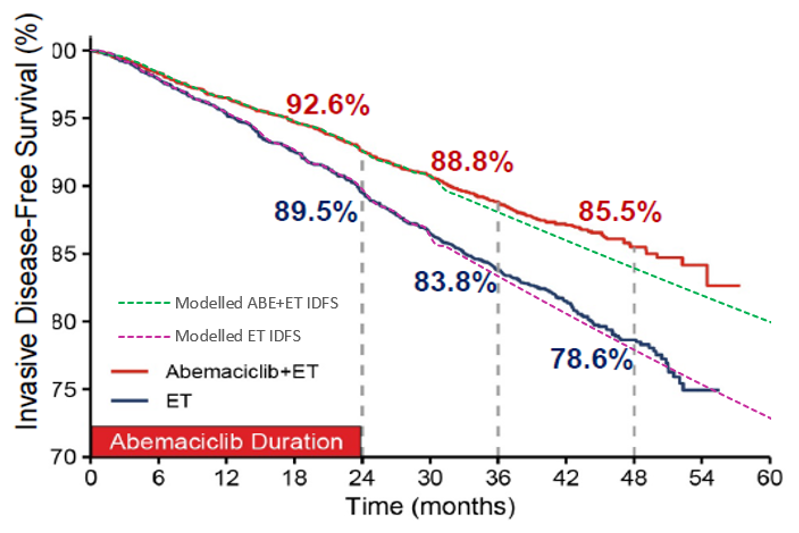 Invasive Disease-Free Survival (%)
00
95
90
85
80
75
70
92.6%
88.8%
85.5%
89.5%
83.8%
78.6%
Modelled ABE+ET IDFS
Modelled ET IDFS
Abemaciclib+ET
ET
Abemaciclib Duration
0 6 12 18 24 30 36 42 48 54 60
Time (months)